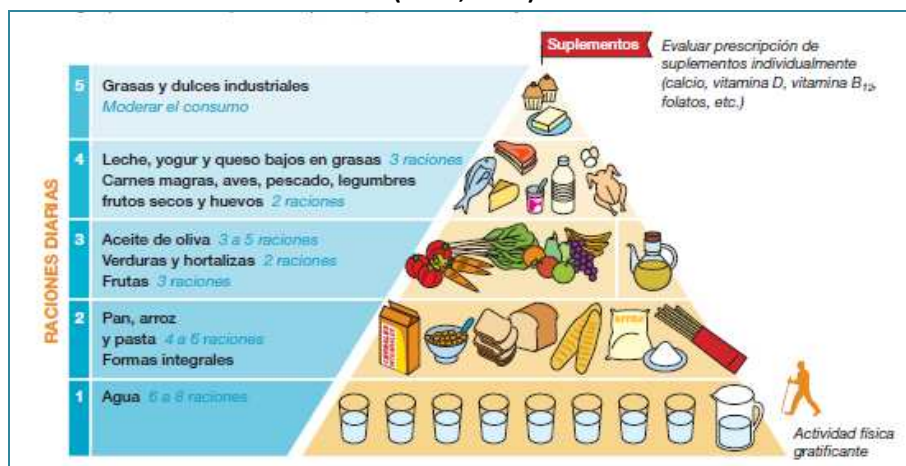 Suplementos
Evaluar prescripción de
suplementos individualmente
(calcio, vitamina D, vitamina B12,
folatos, etc.)
RACIONES DIARIAS
5
Grasas y dulces industriales
Moderar el consumo
4
Leche, yogur y queso bajos en grasas 3 raciones
Carnes magras, aves, pescado, legumbres
frutos secos y huevos 2 raciones
3
Aceite de oliva 3 a 5 raciones
Verduras y hortalizas 2 raciones
Frutas 3 raciones
2
Pan, arroz
y pasta 4 a 6 raciones
Formas integrales
CEREALES
INTEGRALES
ARROZ
1
Agua 6 a 8 raciones
Actividad física
gratificante